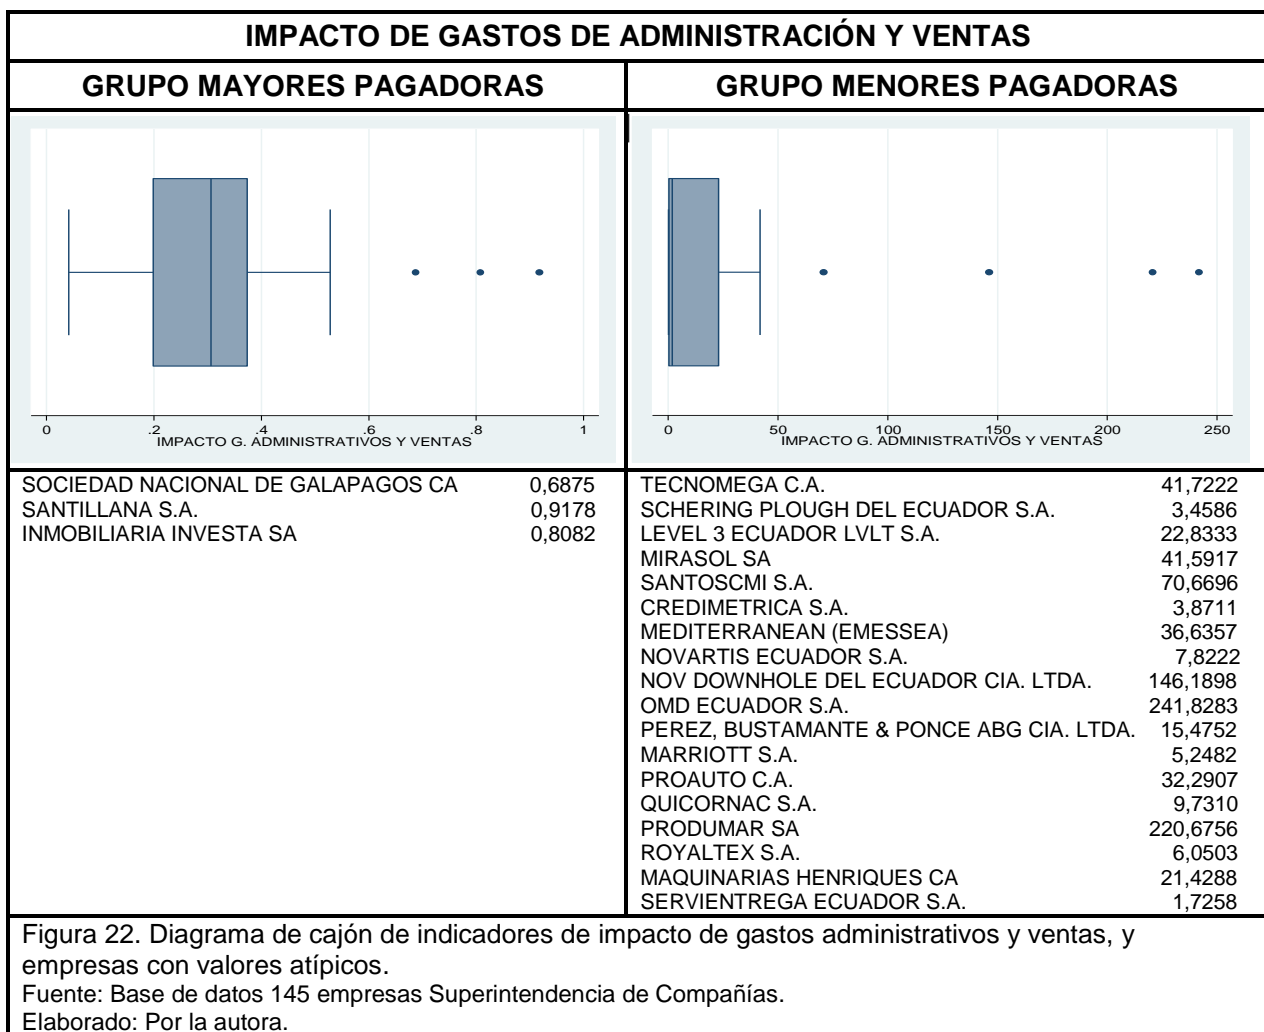 IMPACTO DE GASTOS DE ADMINISTRACIÓN Y VENTAS
GRUPO MAYORES PAGADORAS
GRUPO MENORES PAGADORAS
0 .2 .4 .6 .8 1
IMPACTO G. ADMINISTRATIVOS Y VENTAS
0 50 100 150 200 250
IMPACTO G. ADMINISTRATIVOS Y VENTAS
SOCIEDAD NACIONAL DE GALAPAGOS CA 0,6875
SANTILLANA S.A. 0,9178
INMOBILIARIA INVESTA SA 0,8082
TECNOMEGA C.A. 41,7222
SCHERING PLOUGH DEL ECUADOR S.A. 3,4586
LEVEL 3 ECUADOR LVLT S.A. 22,8333
MIRASOL SA 41,5917
SANTOSCMI S.A. 70,6696
CREDIMETRICA S.A. 3,8711
MEDITERRANEAN (EMESSEA) 36,6357
NOVARTIS ECUADOR S.A. 7,8222
NOV DOWNHOLE DEL ECUADOR CIA. LTDA. 146,1898
OMD ECUADOR S.A. 241,8283
PEREZ, BUSTAMANTE & PONCE ABG CIA. LTDA. 15,4752
MARRIOTT S.A. 5,2482
PROAUTO C.A. 32,2907
QUICORNAC S.A. 9,7310
PRODUMAR SA 220,6756
ROYALTEX S.A. 6,0503
MAQUINARIAS HENRIQUES CA 21,4288
SERVIENTREGA ECUADOR S.A. 1,7258
Figura 22. Diagrama de cajón de indicadores de impacto de gastos administrativos y ventas, y
empresas con valores atípicos.
Fuente: Base de datos 145 empresas Superintendencia de Compañías.
Elaborado: Por la autora.